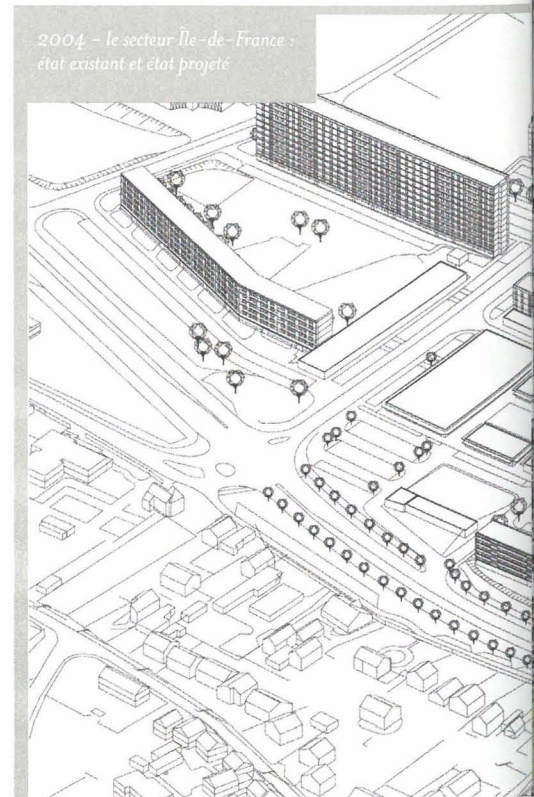 2004 - le secteur Île-de-France :
état existant et état projeté